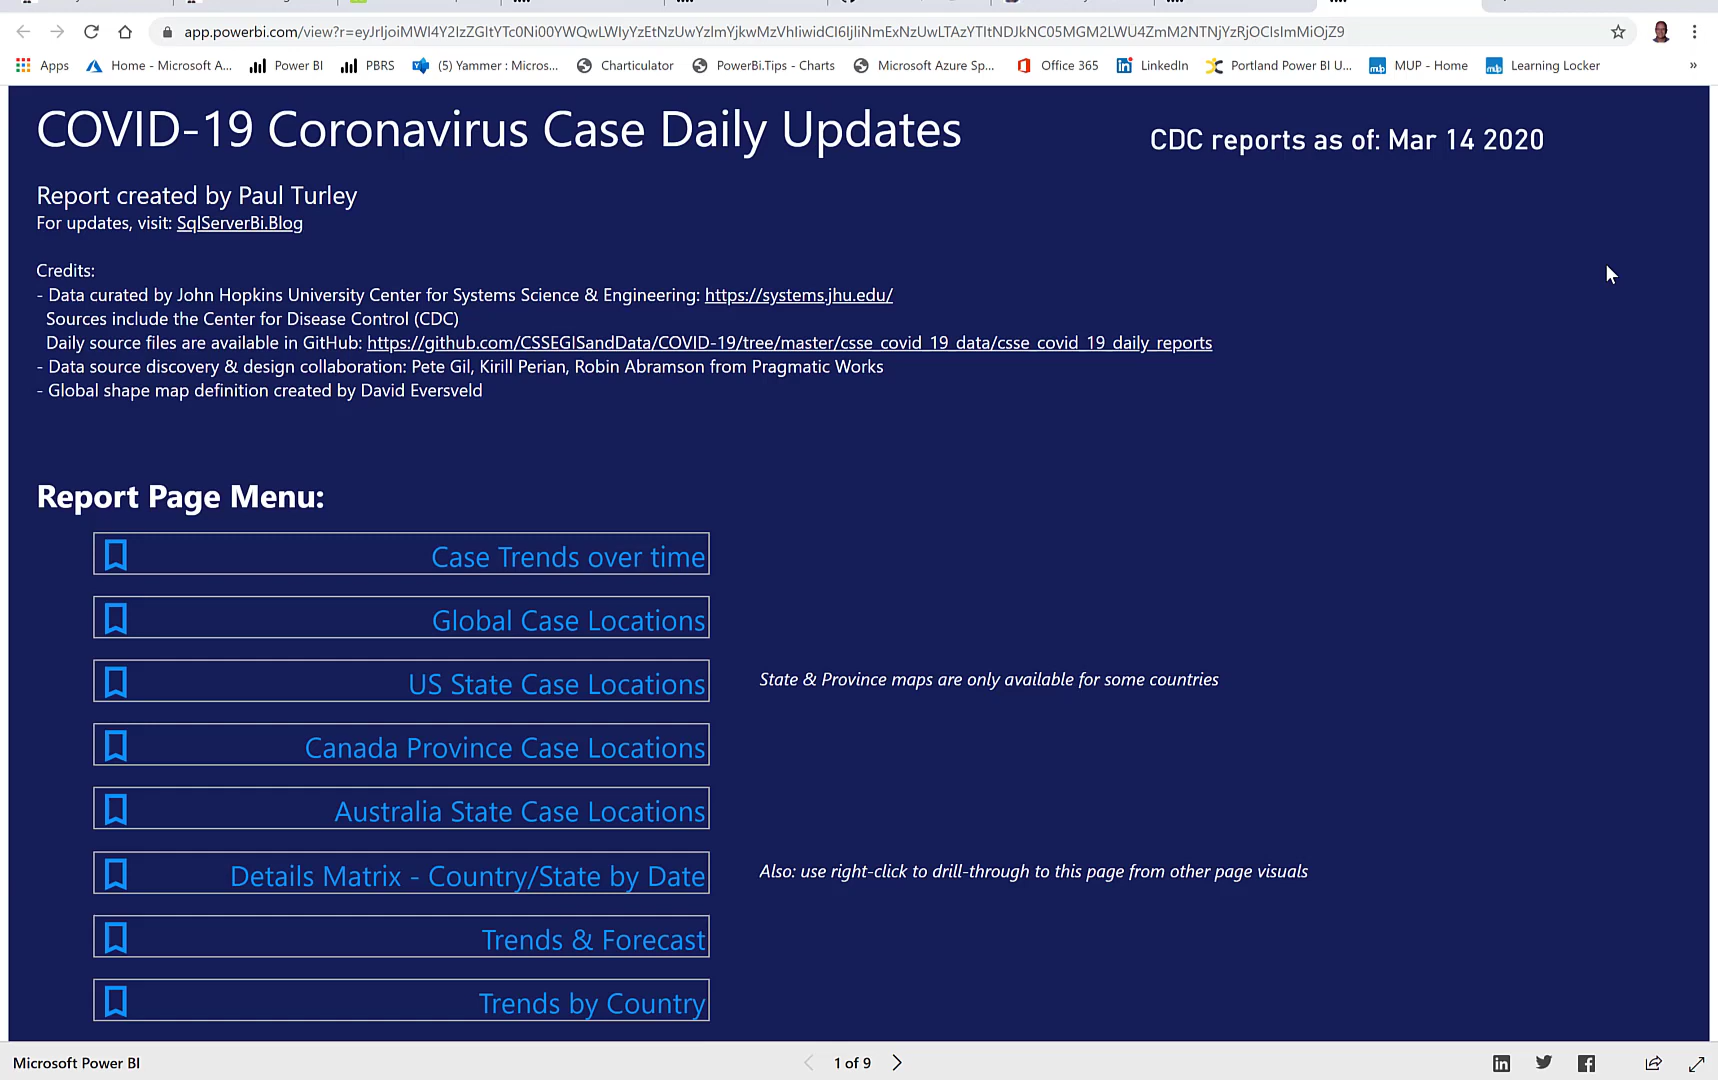 app.powerbi.com/view?r=eyJrIjoiMWI4Y2IzZGItYTc0Ni00YWQwLWIyYzEtNzUwYzlmYjkwMzVhIiwidCI6IjliNmExNzUwLTAzYTItNDJkNC05MGM2LWU4ZmM2NTNjYzRjOCIsImMiOjZ9
Apps Home - Microsoft A... Power BI PBRS (5) Yammer : Micros... Charticulator PowerBi.Tips - Charts Microsoft Azure Sp... Office 365 LinkedIn Portland Power BI U... MUP - Home Learning Locker »
COVID-19 Coronavirus Case Daily Updates
CDC reports as of: Mar 14 2020
Report created by Paul Turley
For updates, visit: SqlServerBi.Blog
Credits:
- Data curated by John Hopkins University Center for Systems Science & Engineering: https://systems.jhu.edu/
Sources include the Center for Disease Control (CDC)
Daily source files are available in GitHub: https://github.com/CSSEGISandData/COVID-19/tree/master/csse_covid_19_data/csse_covid_19_daily_reports
- Data source discovery & design collaboration: Pete Gil, Kirill Perian, Robin Abramson from Pragmatic Works
- Global shape map definition created by David Eversveld
Report Page Menu:
Case Trends over time
Global Case Locations
US State Case Locations
State & Province maps are only available for some countries
Canada Province Case Locations
Australia State Case Locations
Details Matrix - Country/State by Date
Also: use right-click to drill-through to this page from other page visuals
Trends & Forecast
Trends by Country
Microsoft Power BI
1 of 9